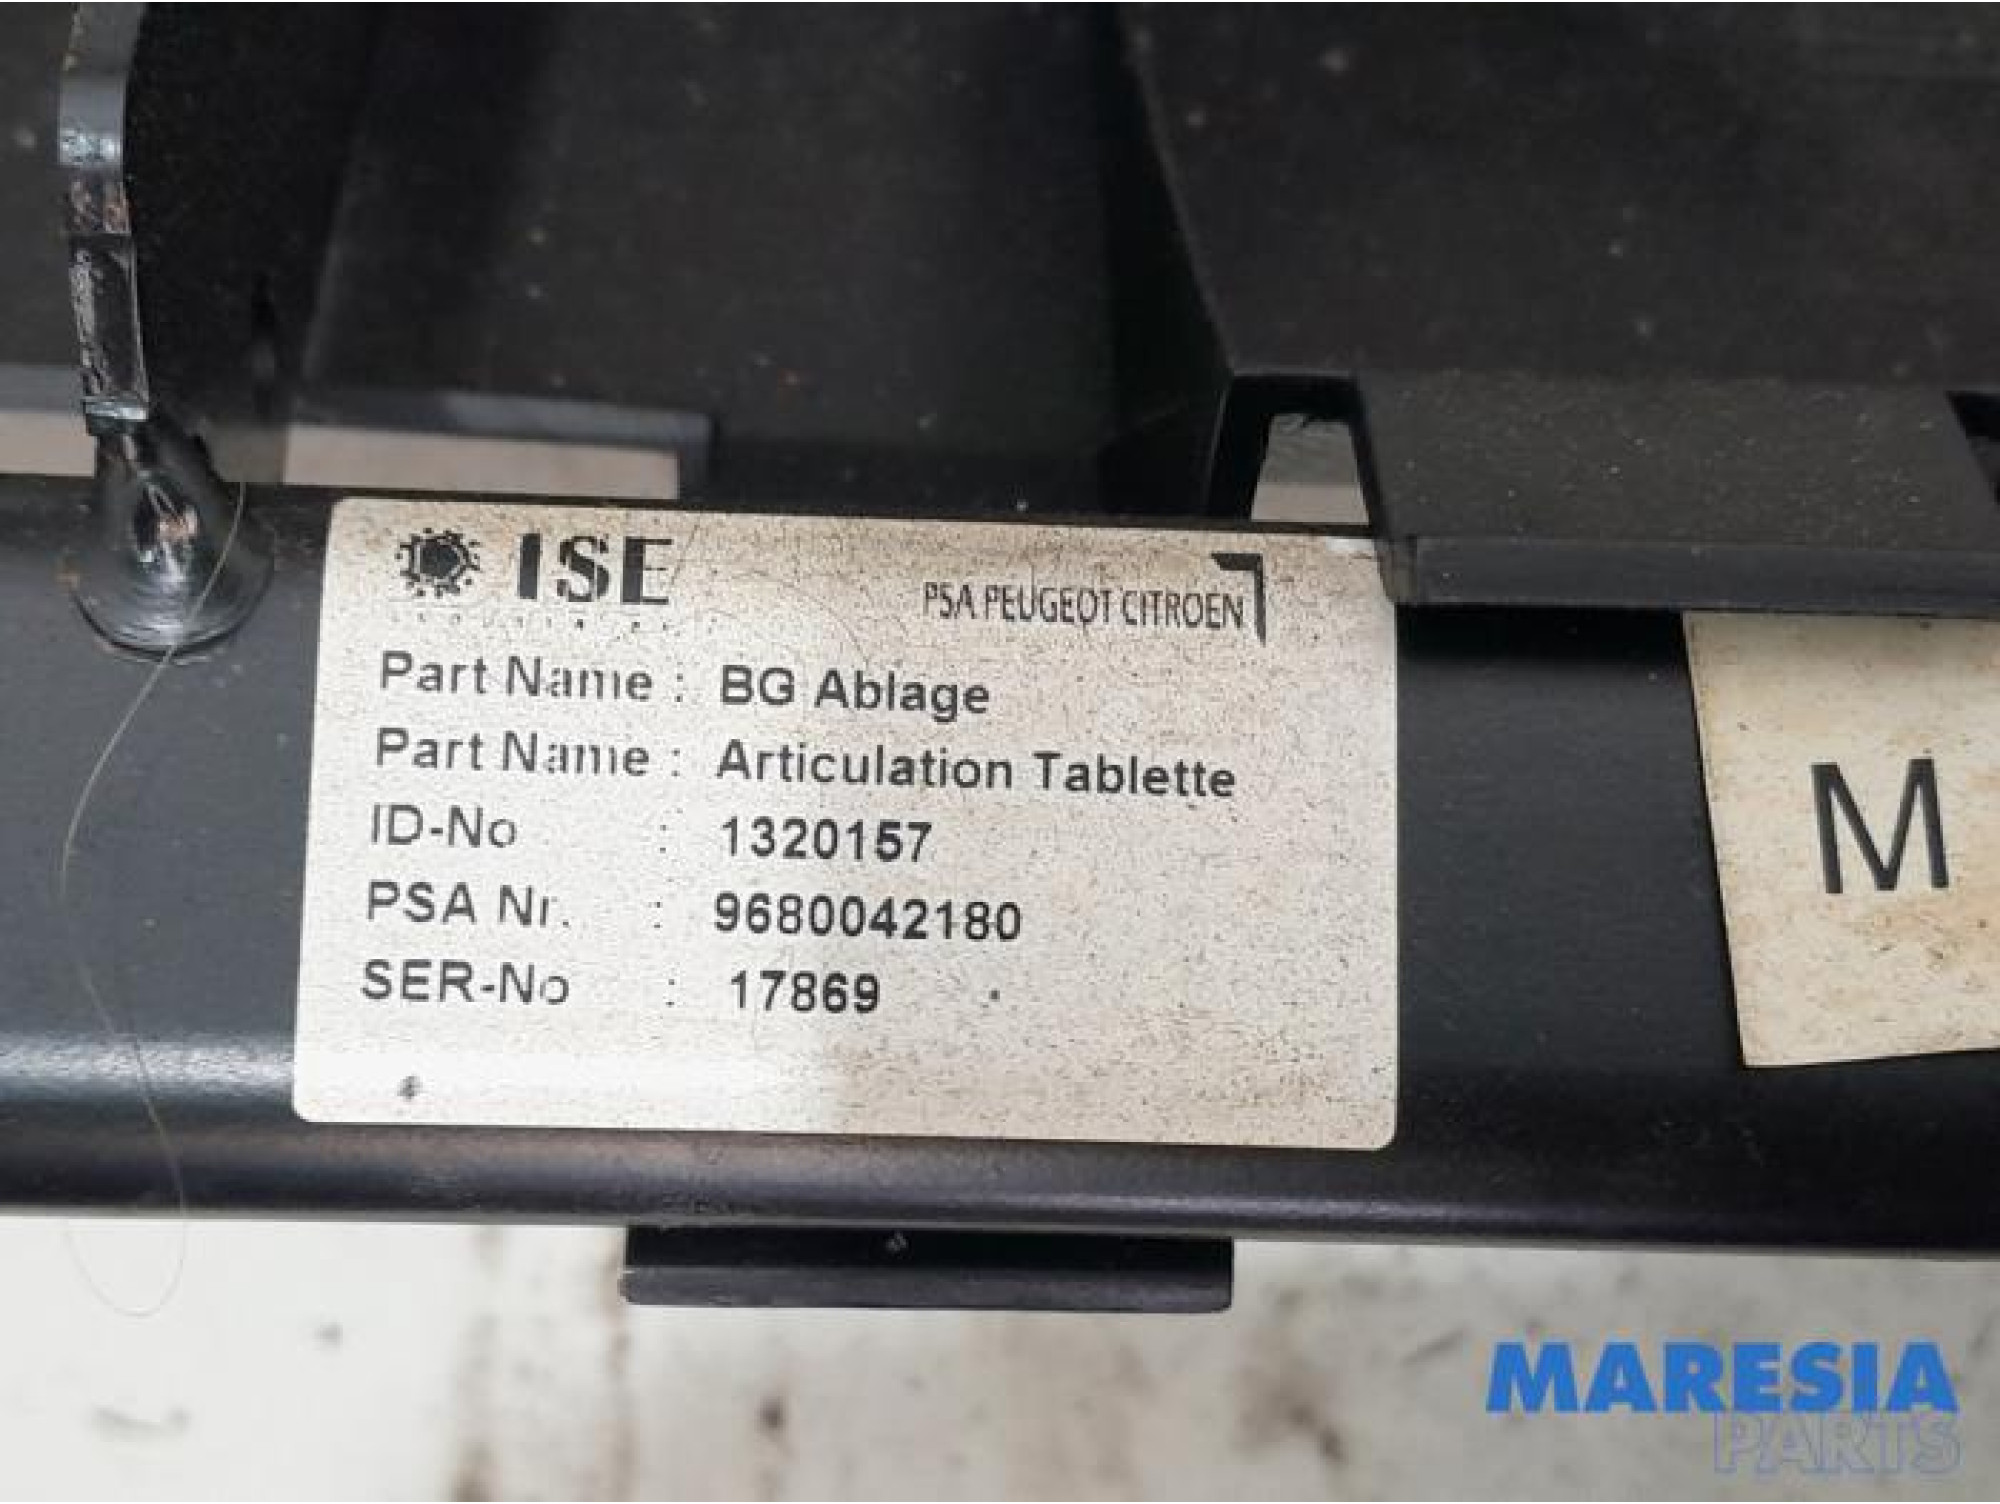 ISE
PSA PEUGEOT CITROËN
Part Name : BG Ablage
Part Name : Articulation Tablette
ID-No : 1320157
PSA Nr. : 9680042180
SER-No : 17869
M
MARESIA
PARTS